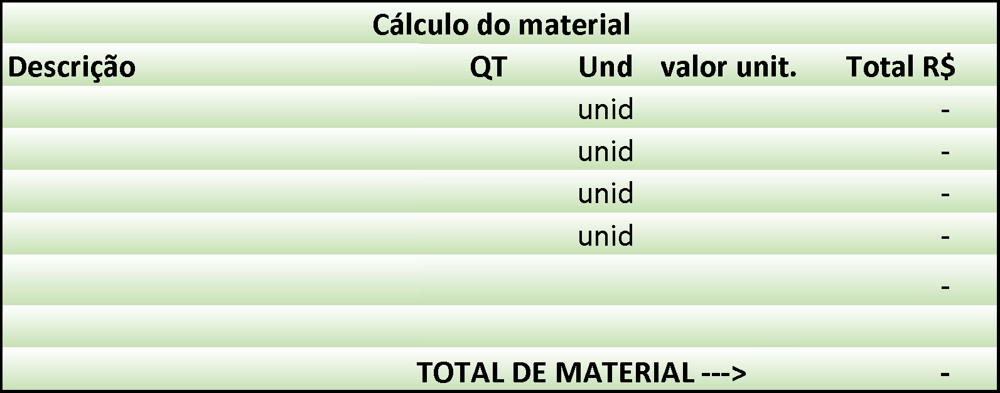 Cálculo do material
Descrição QT Und valor unit. Total R$
unid -
unid -
unid -
unid -
-
TOTAL DE MATERIAL ---> -